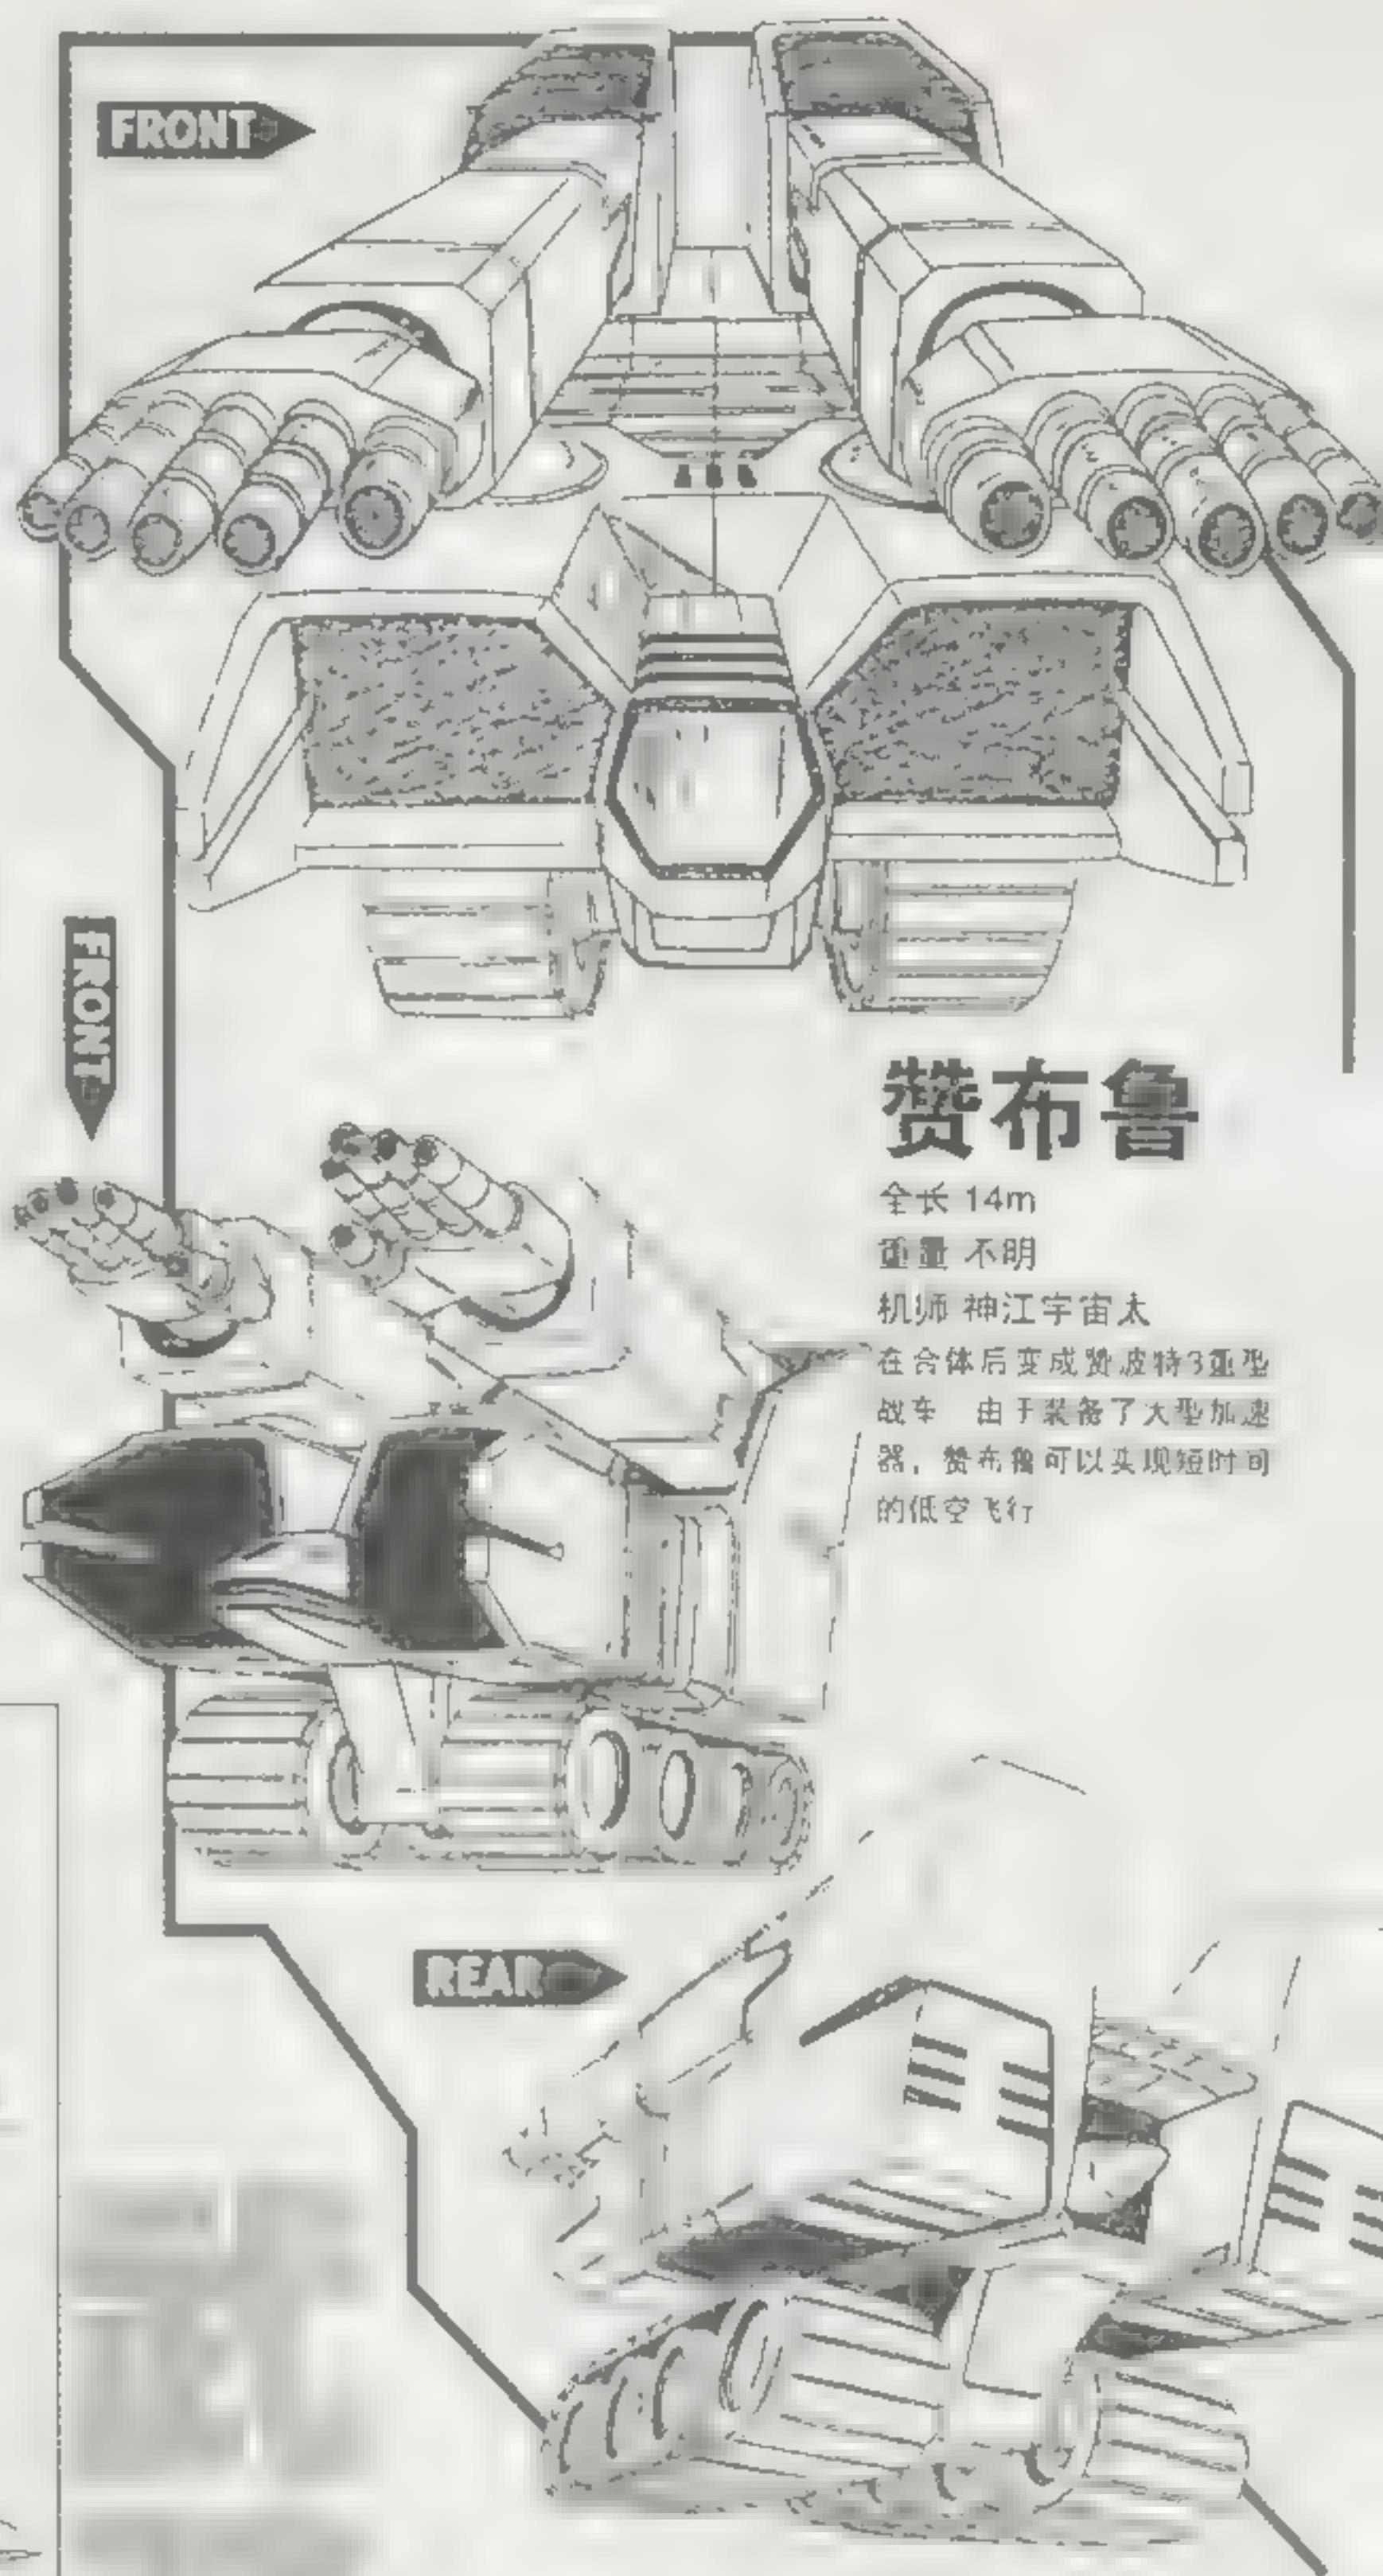 FRONT
FRONT
赞布鲁
全长 14m
重量 不明
机师 神江宇宙太
在合体后变成赞波特3重型
战车 由于装备了大型加速
器，赞布鲁可以实现短时间
的低空飞行
REAR